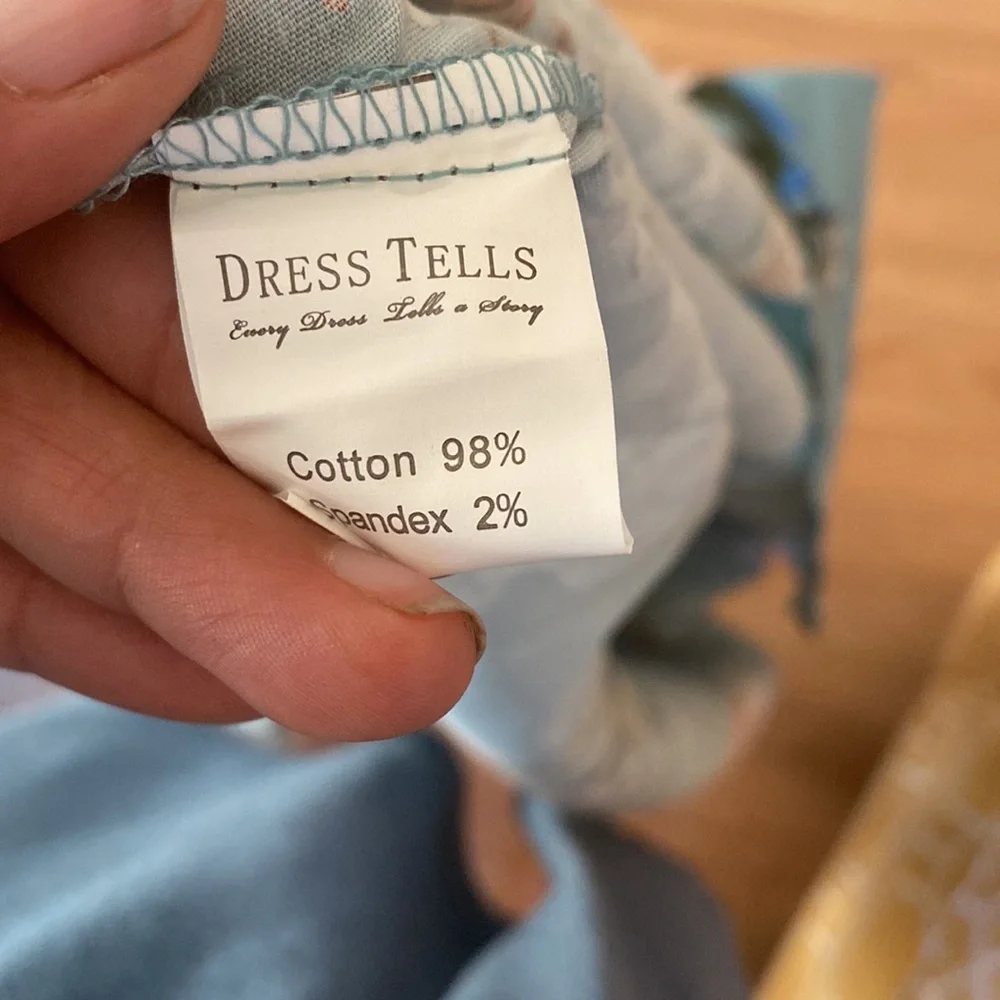 DRESS TELLS
Every Dress Tells a Story
Cotton 98%
Spandex 2%